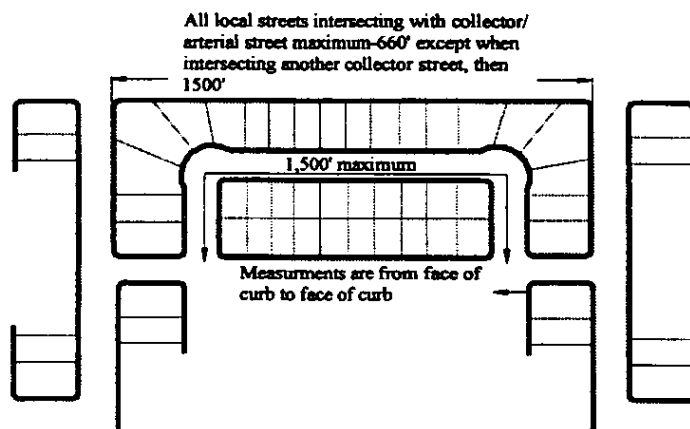 All local streets intersecting with collector/
arterial street maximum-660' except when
intersecting another collector street, then
1500'
1,500' maximum
Measurments are from face of
curb to face of curb